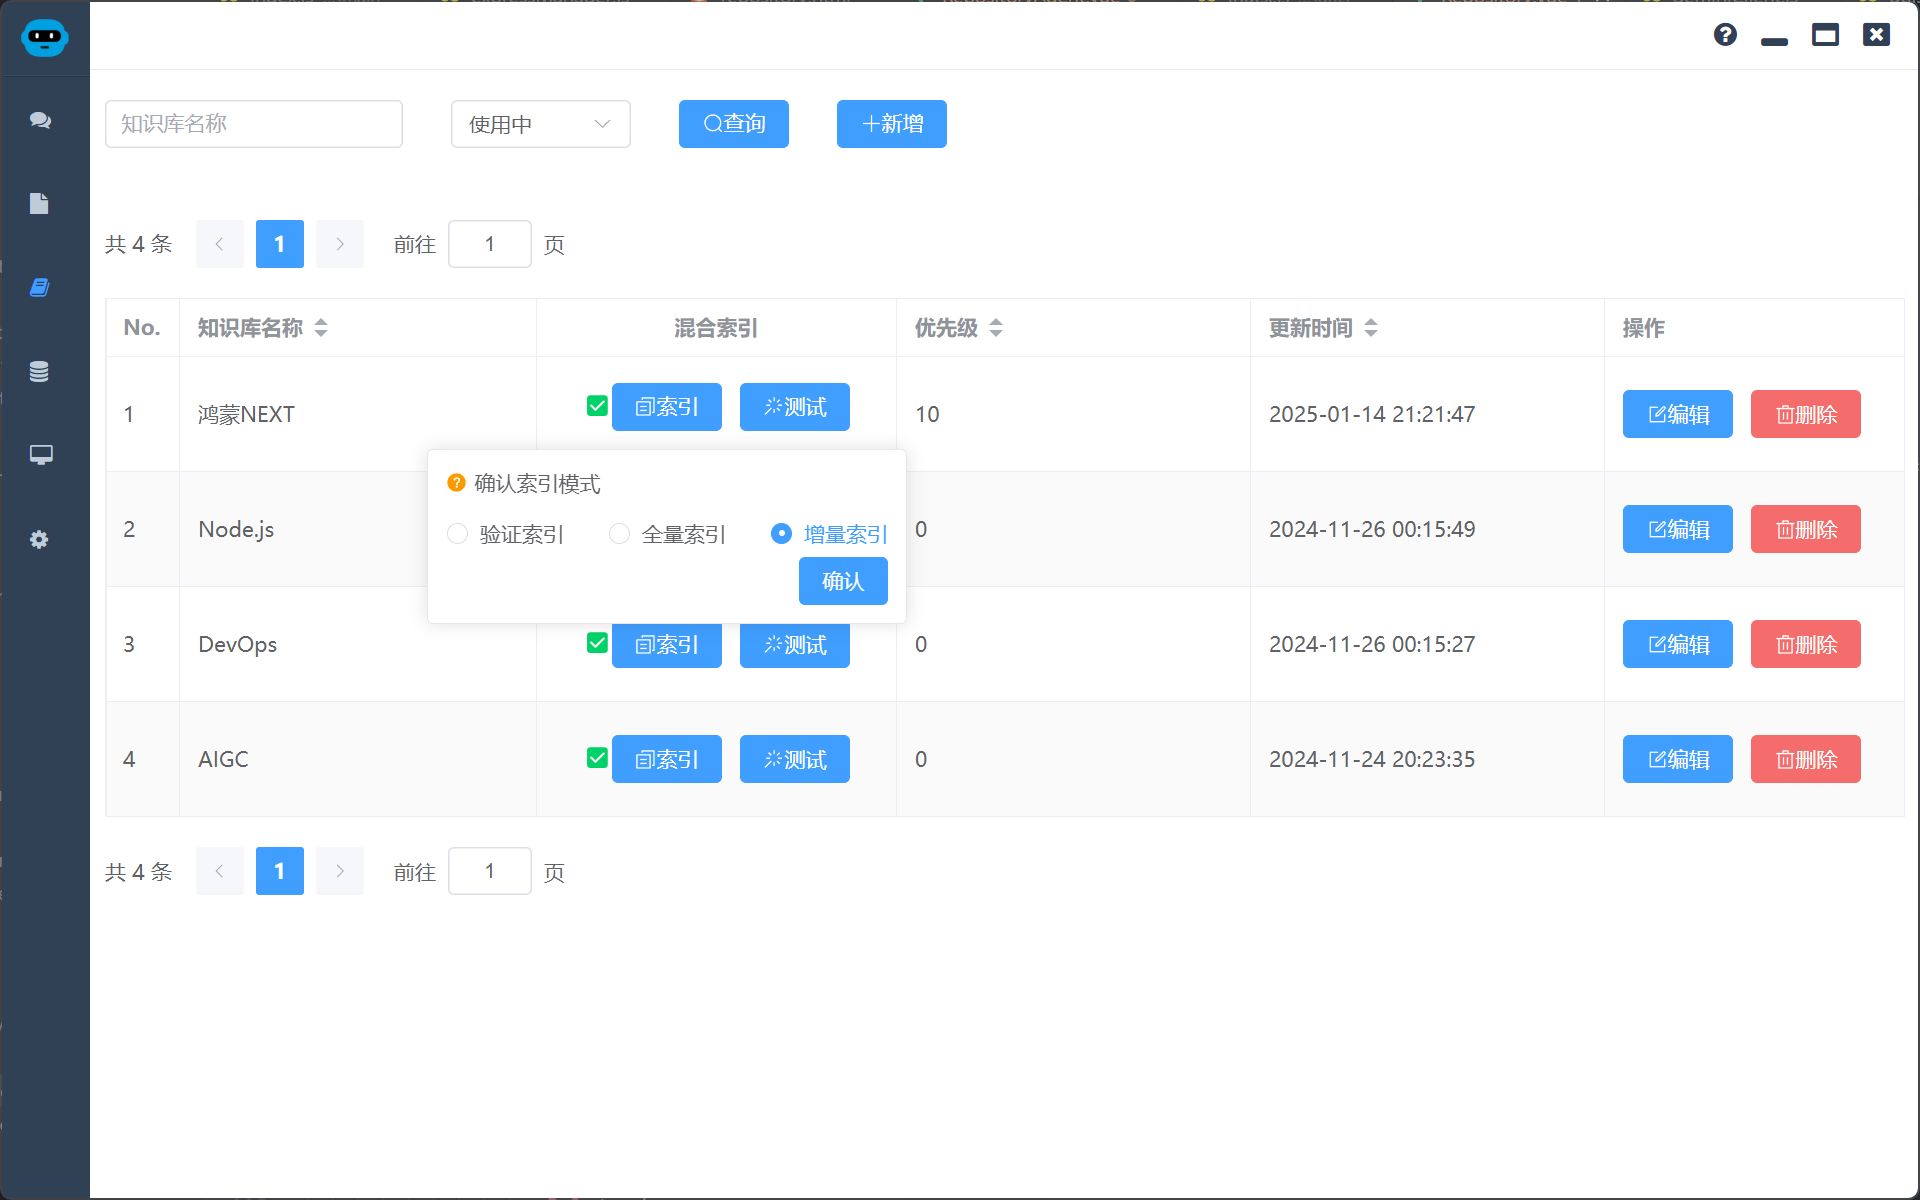 知识库名称 使用中 查询 新增
共 4 条 1 前往 1 页
No. 知识库名称 混合索引 优先级 更新时间 操作
1 鸿蒙NEXT 索引 测试 10 2025-01-14 21:21:47 编辑 删除
确认索引模式
验证索引 全量索引 增量索引
确认
2 Node.js 0 2024-11-26 00:15:49 编辑 删除
3 DevOps 索引 测试 0 2024-11-26 00:15:27 编辑 删除
4 AIGC 索引 测试 0 2024-11-24 20:23:35 编辑 删除
共 4 条 1 前往 1 页